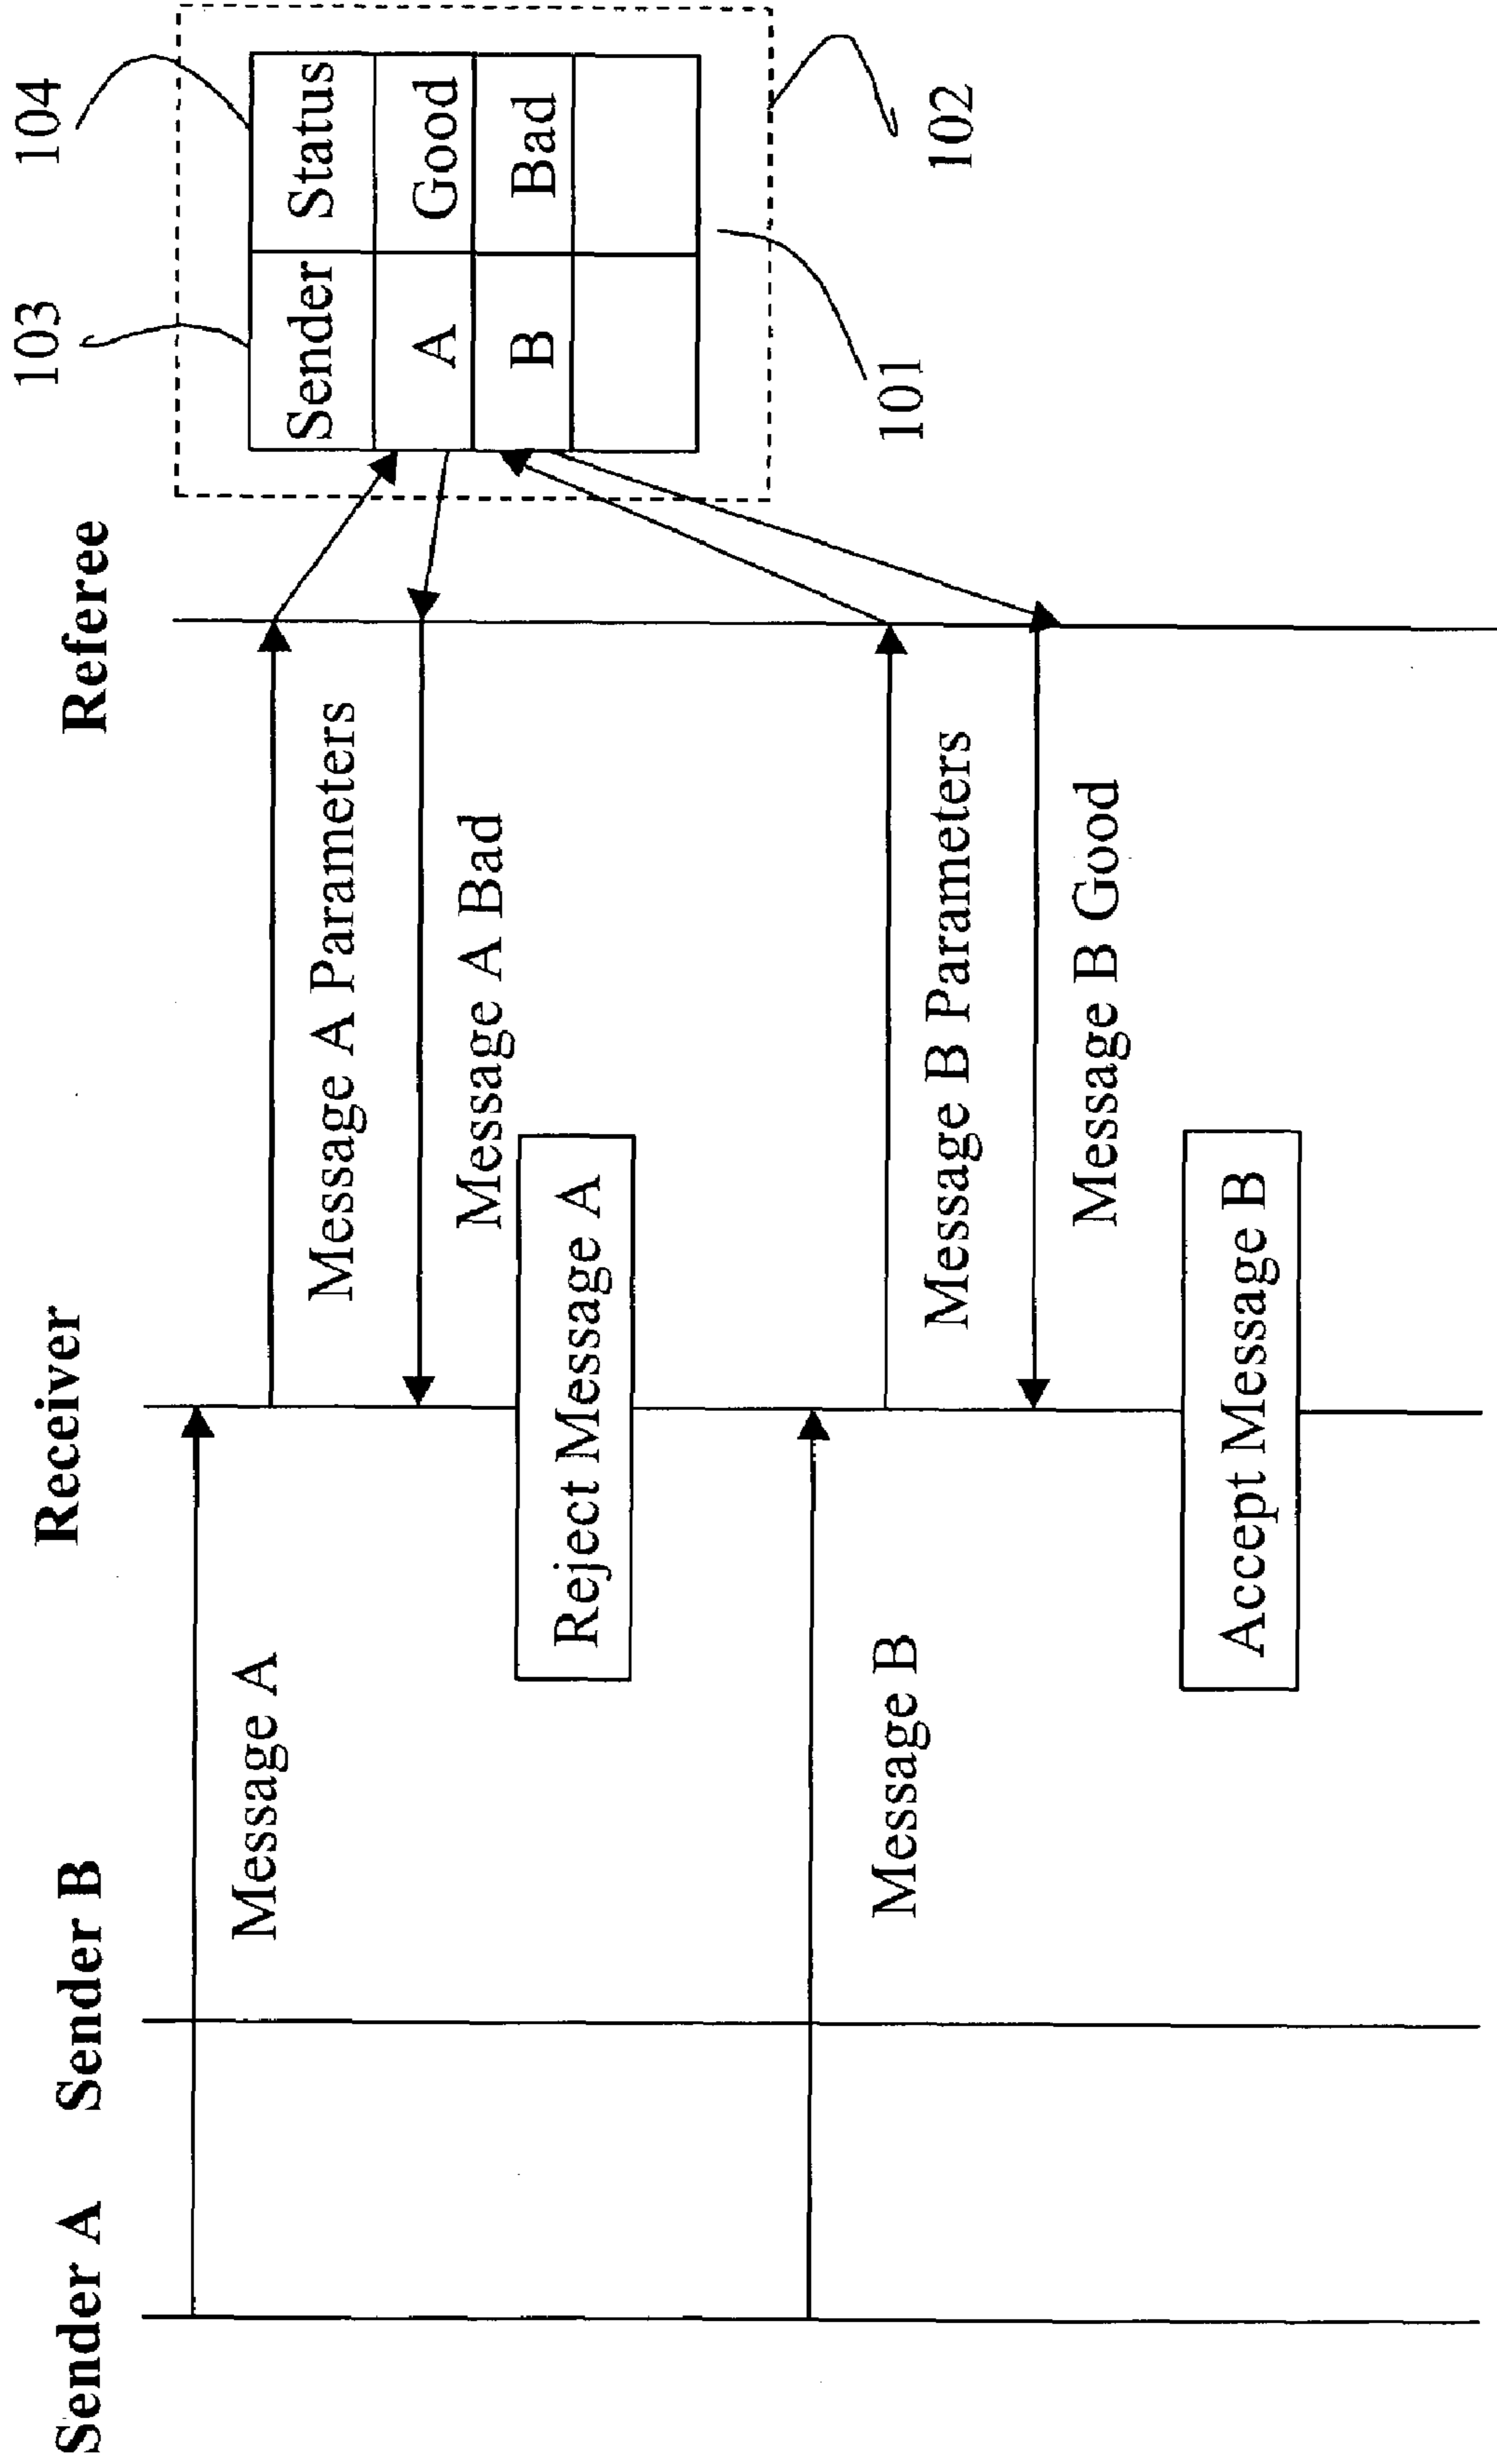 Sender A
Sender B
Receiver
Referee
103
104
Sender Status
A Good
B Bad
101
102
Message A
Message A Parameters
Message A Bad
Reject Message A
Message B
Message B Parameters
Message B Good
Accept Message B